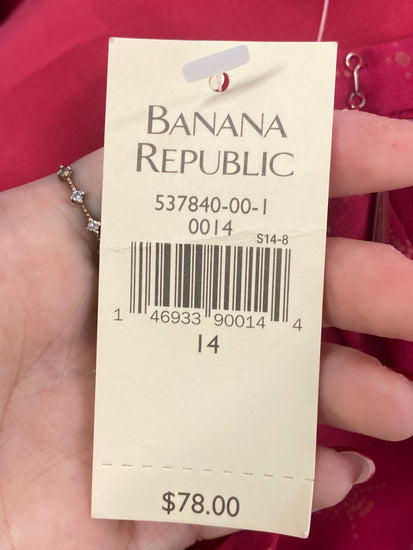 BANANA
REPUBLIC
537840-00-1
0014
S14-8
1 46933 90014 4
14
$78.00